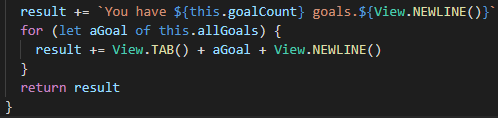 result += `You have ${this.goalCount} goals.${View.NEWLINE()}`
for (let aGoal of this.allGoals) {
result += View.TAB() + aGoal + View.NEWLINE()
}
return result
}